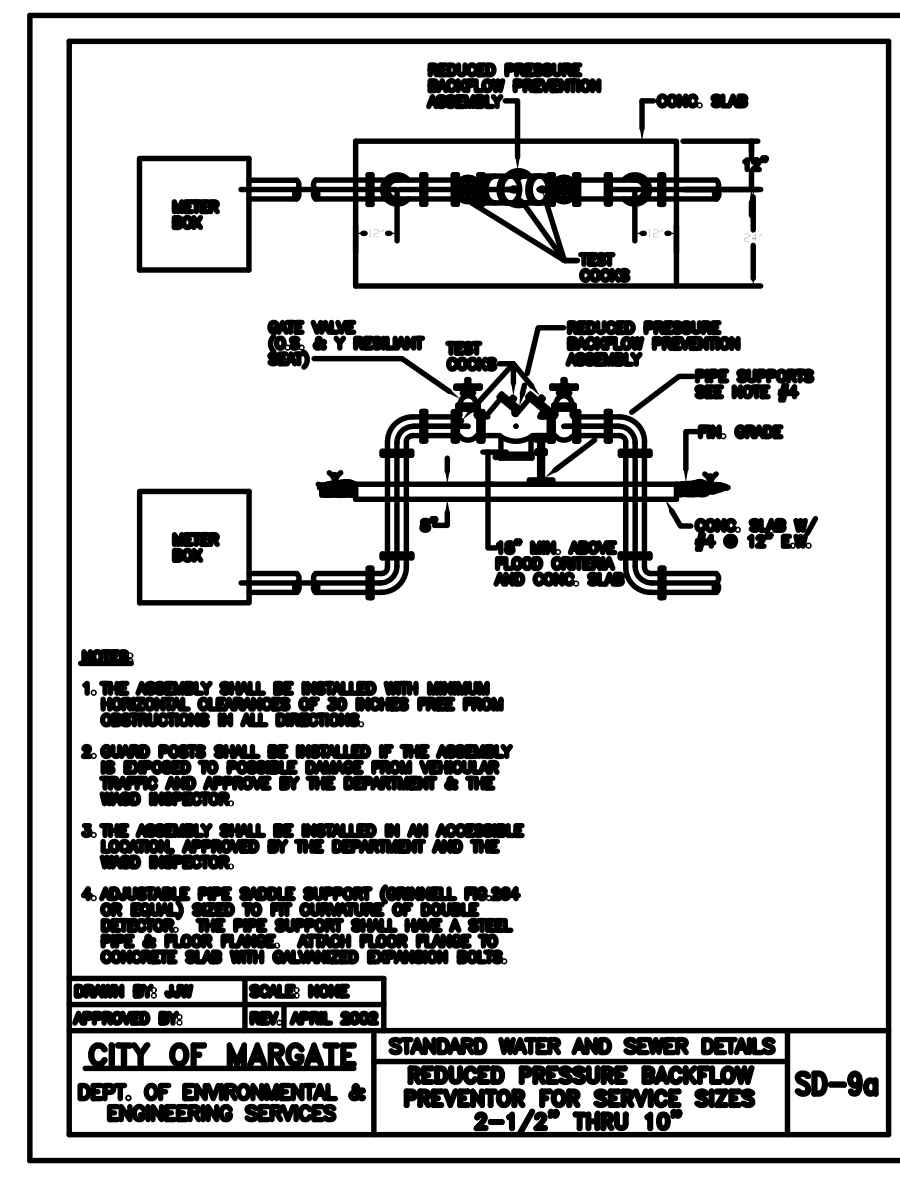 REDUCED PRESSURE
BACKFLOW PREVENTION
ASSEMBLY
CONC. SLAB
12"
METER
BOX
12"
12"
24"
TEST
COCKS
GATE VALVE
(O.S. & Y RESILIANT
SEAT)
TEST
COCKS
REDUCED PRESSURE
BACKFLOW PREVENTION
ASSEMBLY
PIPE SUPPORTS
SEE NOTE #4
FIN. GRADE
METER
BOX
8"
18" MIN. ABOVE
FLOOD CRITERIA
AND CONC. SLAB
CONC. SLAB W/
#4 @ 12" E.W.
NOTES:
1. THE ASSEMBLY SHALL BE INSTALLED WITH MINIMUM
HORIZONTAL CLEARANCES OF 30 INCHES FREE FROM
OBSTRUCTIONS IN ALL DIRECTIONS.
2. GUARD POSTS SHALL BE INSTALLED IF THE ASSEMBLY
IS EXPOSED TO POSSIBLE DAMAGE FROM VEHICULAR
TRAFFIC AND APPROVE BY THE DEPARTMENT & THE
WASD INSPECTOR.
3. THE ASSEMBLY SHALL BE INSTALLED IN AN ACCESSIBLE
LOCATION, APPROVED BY THE DEPARTMENT AND THE
WASD INSPECTOR.
4. ADJUSTABLE PIPE SADDLE SUPPORT (GRINNELL FIG.264
OR EQUAL) SIZED TO FIT CURVATURE OF DOUBLE
DETECTOR. THE PIPE SUPPORT SHALL HAVE A STEEL
PIPE & FLOOR FLANGE. ATTACH FLOOR FLANGE TO
CONCRETE SLAB WITH GALVANIZED EXPANSION BOLTS.
DRAWN BY: JJW SCALE: NONE
APPROVED BY: REV. APRIL 2002
CITY OF MARGATE
DEPT. OF ENVIRONMENTAL &
ENGINEERING SERVICES
STANDARD WATER AND SEWER DETAILS
REDUCED PRESSURE BACKFLOW
PREVENTOR FOR SERVICE SIZES
2-1/2" THRU 10"
SD-9a